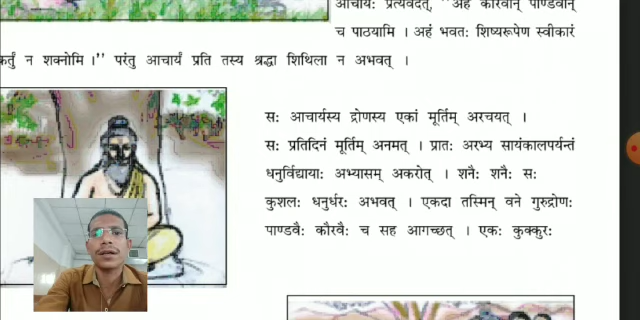 आचार्यः प्रत्यवदत्, "अहं कौरवान् पाण्डवान्
च पाठयामि । अहं भवतः शिष्यरूपेण स्वीकारं
कर्तुं न शक्नोमि ।" परंतु आचार्यं प्रति तस्य श्रद्धा शिथिला न अभवत् ।
सः आचार्यस्य द्रोणस्य एकां मूर्तिम् अरचयत् ।
सः प्रतिदिनं मूर्तिम् अनमत् । प्रातः अरभ्य सायंकालपर्यन्तं
धनुर्विद्यायाः अभ्यासम् अकरोत् । शनैः शनैः सः
कुशलः धनुर्धरः अभवत् । एकदा तस्मिन् वने गुरुद्रोणः
पाण्डवैः कौरवैः च सह आगच्छत् । एकः कुक्कुरः